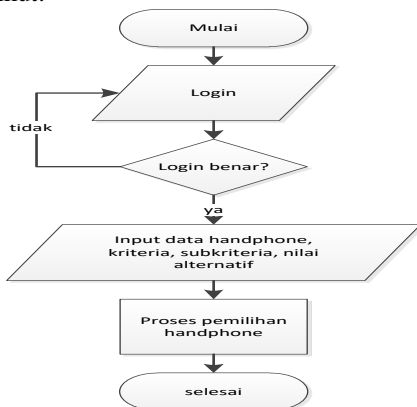 Mulai
Login
tidak
Login benar?
ya
Input data handphone,
kriteria, subkriteria, nilai
alternatif
Proses pemilihan
handphone
selesai